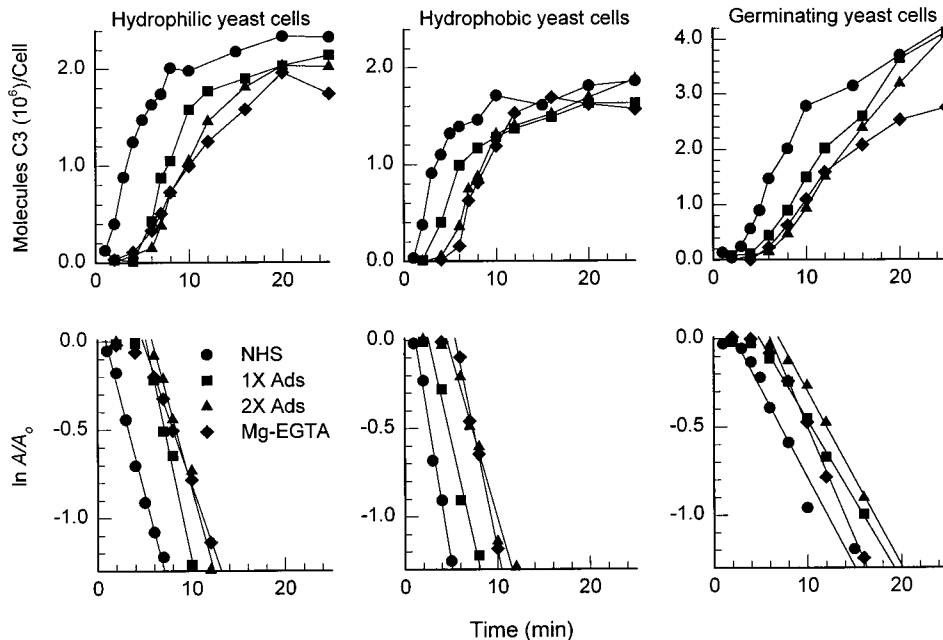 Hydrophilic yeast cells
Hydrophobic yeast cells
Germinating yeast cells
Molecules C3 (10⁶)/Cell
2.0
1.0
0.0
0 10 20
3.0
2.0
1.0
0.0
0 10 20
4.0
3.0
2.0
1.0
0.0
0 10 20
ln A/Aₒ
0.0
-0.5
-1.0
0 10 20
NHS
1X Ads
2X Ads
Mg-EGTA
0.0
-0.5
-1.0
0 10 20
0.0
-0.5
-1.0
0 10 20
Time (min)